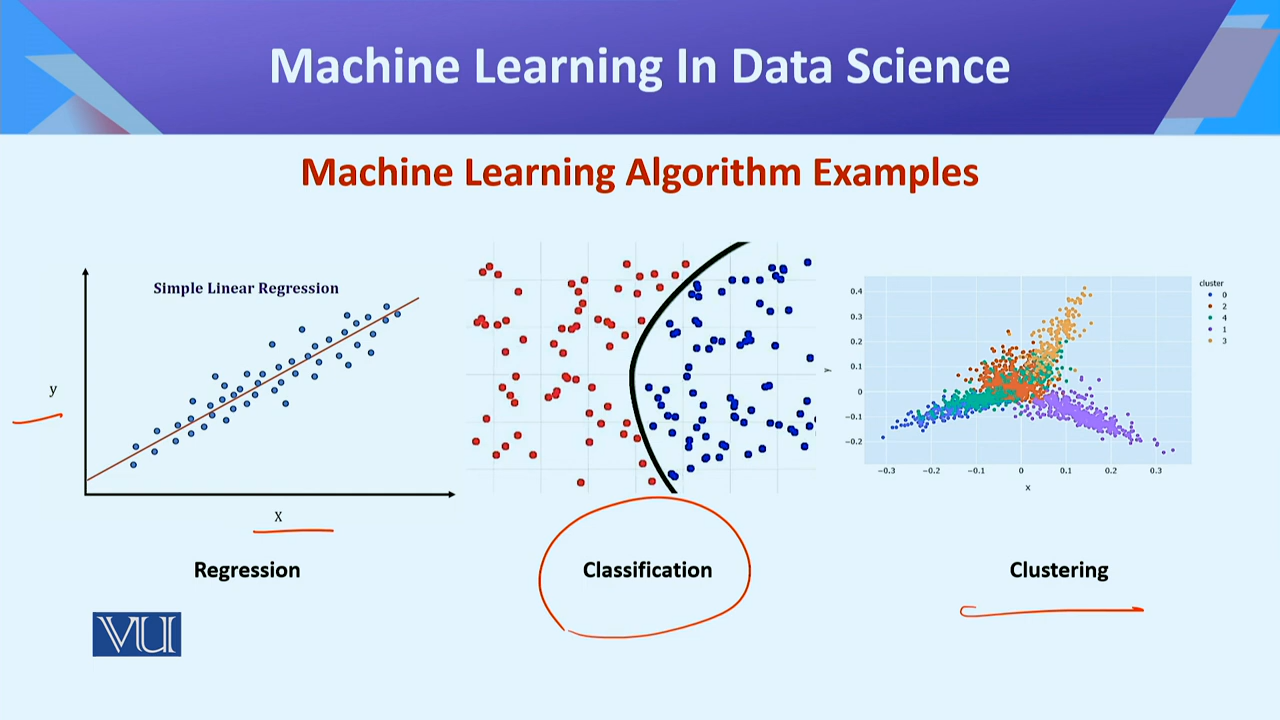 Machine Learning In Data Science
Machine Learning Algorithm Examples
Simple Linear Regression
y
X
Regression
Classification
y
0.4
0.3
0.2
0.1
0
−0.1
−0.2
−0.3
−0.2
−0.1
0
0.1
0.2
0.3
x
cluster
0
2
4
1
3
Clustering
VU